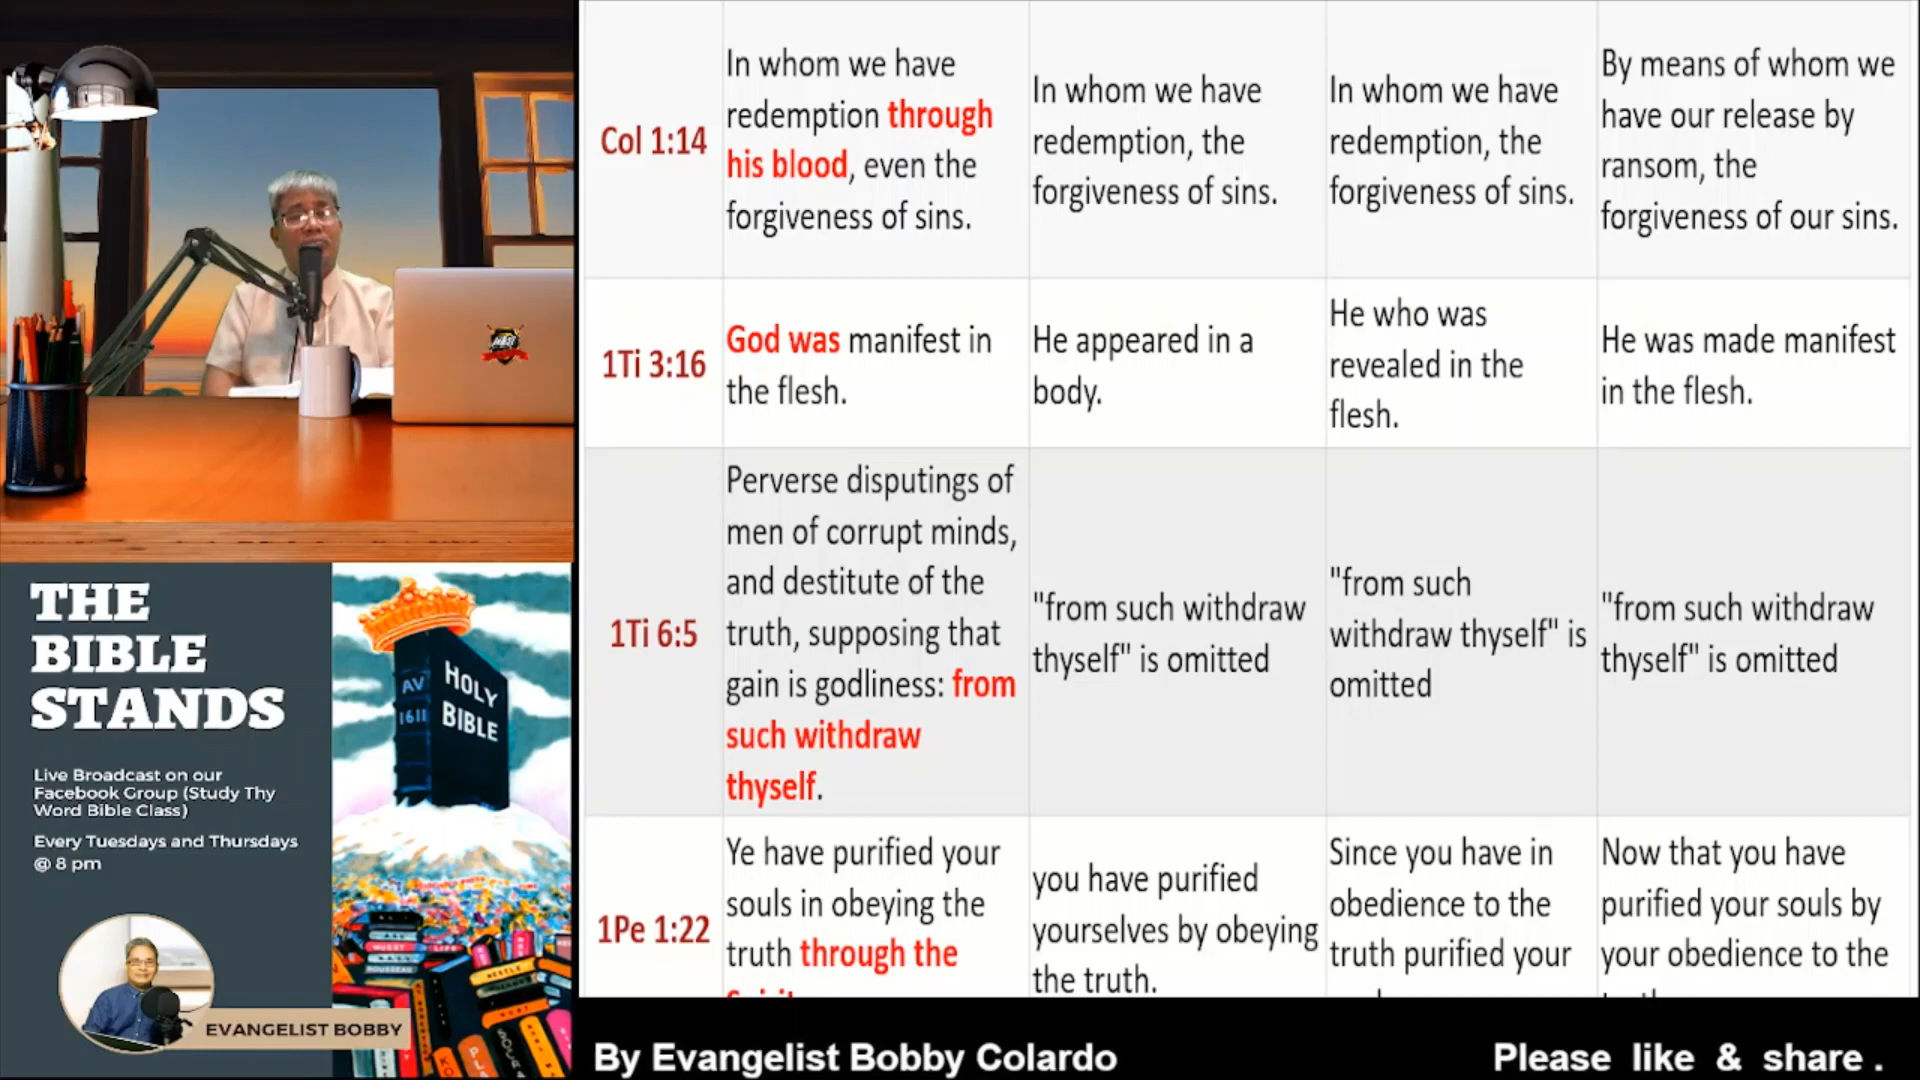 Col 1:14
In whom we have
redemption through
his blood, even the
forgiveness of sins.
In whom we have
redemption, the
forgiveness of sins.
In whom we have
redemption, the
forgiveness of sins.
By means of whom we
have our release by
ransom, the
forgiveness of our sins.
1Ti 3:16
God was manifest in
the flesh.
He appeared in a
body.
He who was
revealed in the
flesh.
He was made manifest
in the flesh.
1Ti 6:5
Perverse disputings of
men of corrupt minds,
and destitute of the
truth, supposing that
gain is godliness: from
such withdraw
thyself.
"from such withdraw
thyself" is omitted
"from such
withdraw thyself" is
omitted
"from such withdraw
thyself" is omitted
1Pe 1:22
Ye have purified your
souls in obeying the
truth through the
you have purified
yourselves by obeying
the truth.
Since you have in
obedience to the
truth purified your
Now that you have
purified your souls by
your obedience to the
THE
BIBLE
STANDS
Live Broadcast on our
Facebook Group (Study Thy
Word Bible Class)
Every Tuesdays and Thursdays
@ 8 pm
AV
1611
HOLY
BIBLE
EVANGELIST BOBBY
By Evangelist Bobby Colardo
Please like & share .